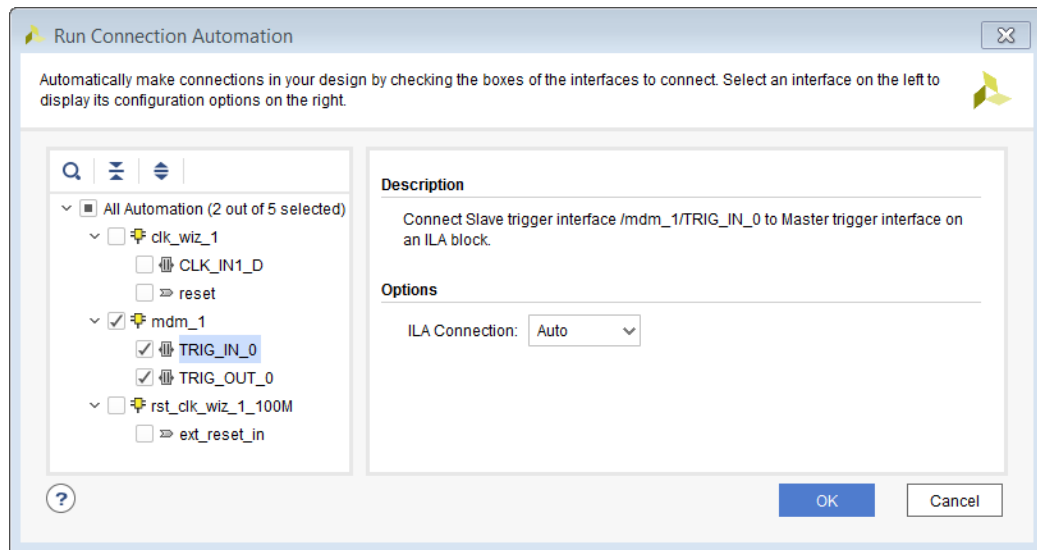 Run Connection Automation
Automatically make connections in your design by checking the boxes of the interfaces to connect. Select an interface on the left to
display its configuration options on the right.
All Automation (2 out of 5 selected)
clk_wiz_1
CLK_IN1_D
reset
mdm_1
TRIG_IN_0
TRIG_OUT_0
rst_clk_wiz_1_100M
ext_reset_in
Description
Connect Slave trigger interface /mdm_1/TRIG_IN_0 to Master trigger interface on
an ILA block.
Options
ILA Connection: Auto
?
OK Cancel